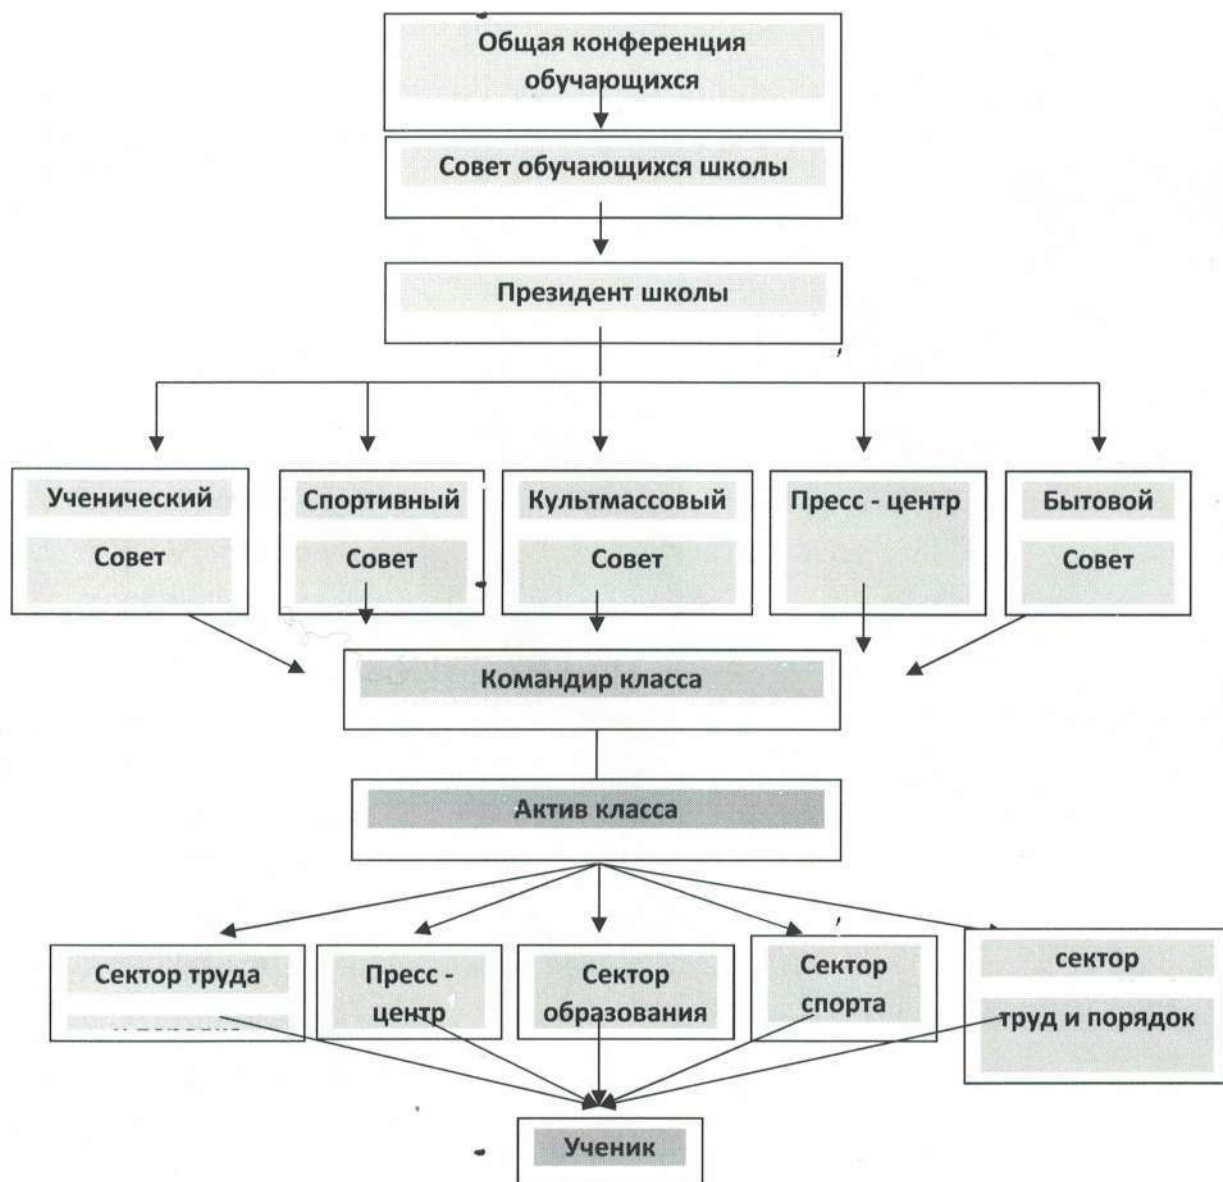 Общая конференция
обучающихся
Совет обучающихся школы
Президент школы
Ученический
Совет
Спортивный
Совет
Культмассовый
Совет
Пресс - центр
Бытовой
Совет
Командир класса
Актив класса
Сектор труда
Пресс -
центр
Сектор
образования
Сектор
спорта
сектор
труд и порядок
Ученик